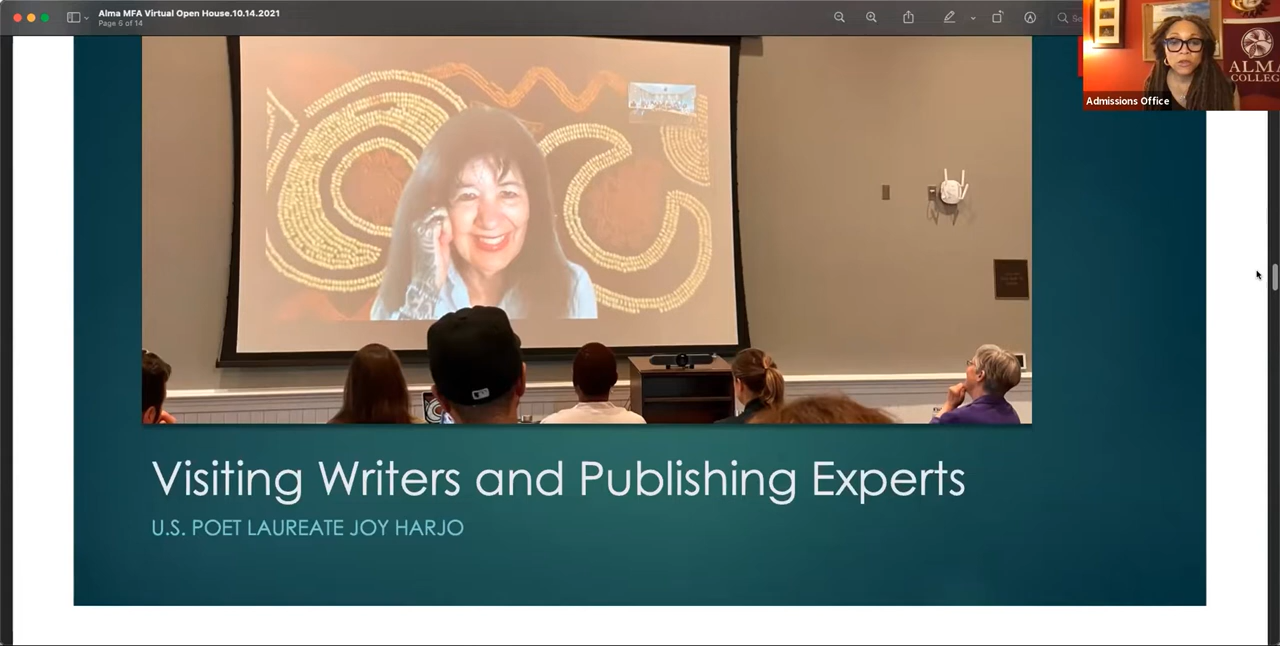 Alma MFA Virtual Open House.10.14.2021
Page 6 of 14
ALMA
COLLEG
Admissions Office
Visiting Writers and Publishing Experts
U.S. POET LAUREATE JOY HARJO